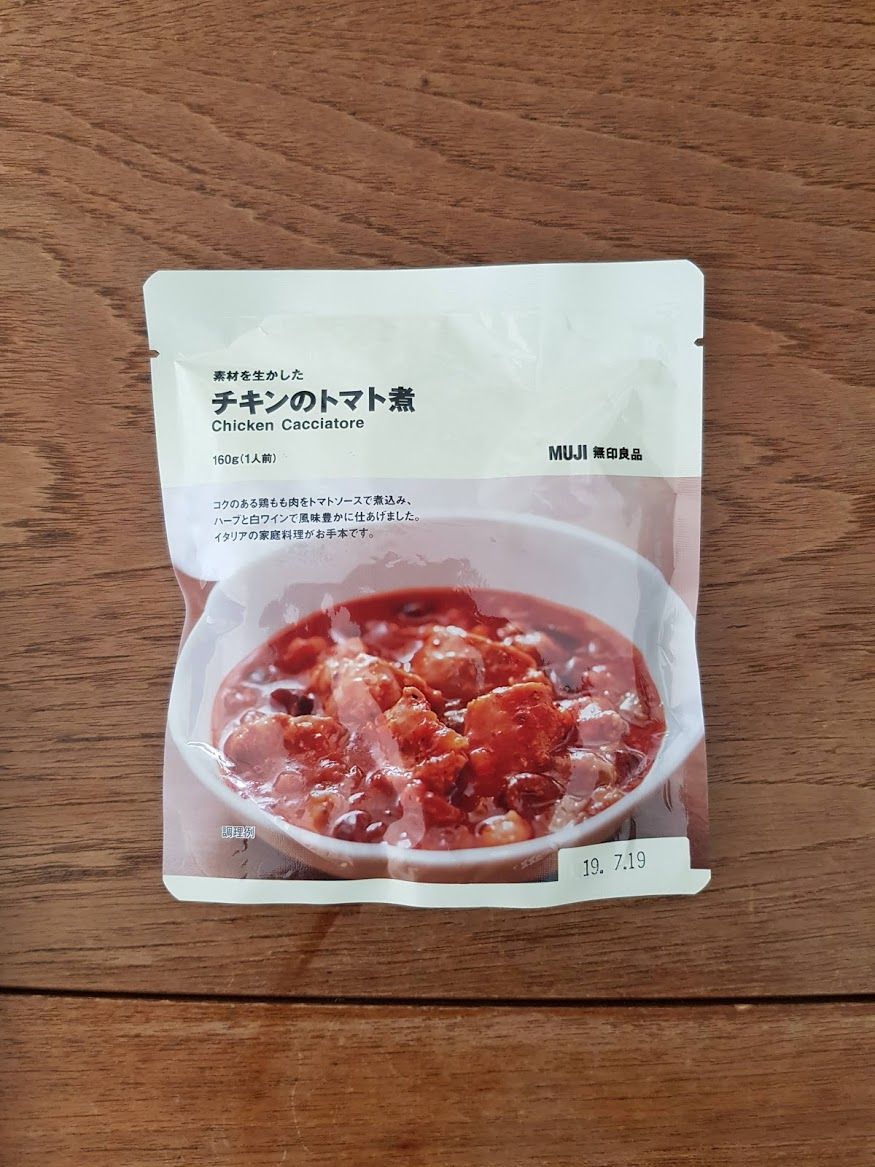 素材を生かした
チキンのトマト煮
Chicken Cacciatore
160g(1人前)
MUJI 無印良品
コクのある鶏もも肉をトマトソースで煮込み、
ハーブと白ワインで風味豊かに仕あげました。
イタリアの家庭料理がお手本です。
調理例
19. 7.19